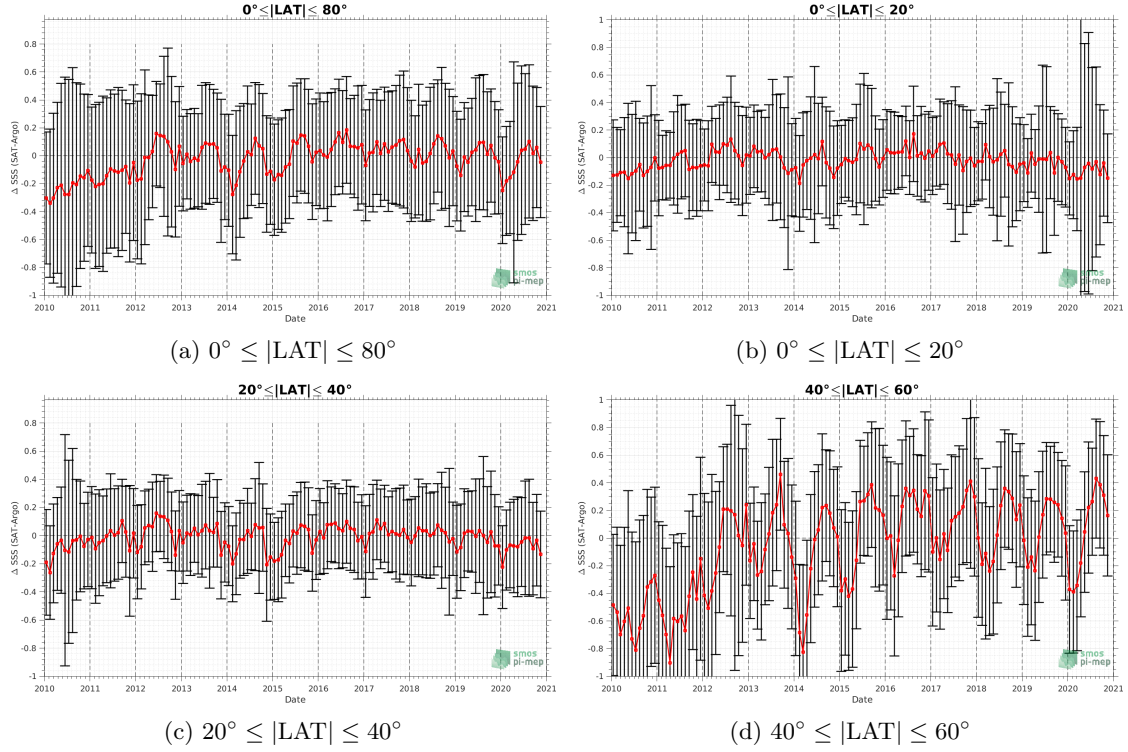 0°≤|LAT|≤ 80°
Δ SSS (SAT-Argo)
0.8
0.6
0.4
0.2
0
-0.2
-0.4
-0.6
-0.8
-1
2010 2011 2012 2013 2014 2015 2016 2017 2018 2019 2020 2021
Date
smos
pi-mep
(a) 0° ≤ |LAT| ≤ 80°
0°≤|LAT|≤ 20°
Δ SSS (SAT-Argo)
1
0.8
0.6
0.4
0.2
0
-0.2
-0.4
-0.6
-0.8
-1
2010 2011 2012 2013 2014 2015 2016 2017 2018 2019 2020 2021
Date
smos
pi-mep
(b) 0° ≤ |LAT| ≤ 20°
20°≤|LAT|≤ 40°
Δ SSS (SAT-Argo)
0.8
0.6
0.4
0.2
0
-0.2
-0.4
-0.6
-0.8
-1
2010 2011 2012 2013 2014 2015 2016 2017 2018 2019 2020 2021
Date
smos
pi-mep
(c) 20° ≤ |LAT| ≤ 40°
40°≤|LAT|≤ 60°
Δ SSS (SAT-Argo)
1
0.8
0.6
0.4
0.2
0
-0.2
-0.4
-0.6
-0.8
-1
2010 2011 2012 2013 2014 2015 2016 2017 2018 2019 2020 2021
Date
smos
pi-mep
(d) 40° ≤ |LAT| ≤ 60°